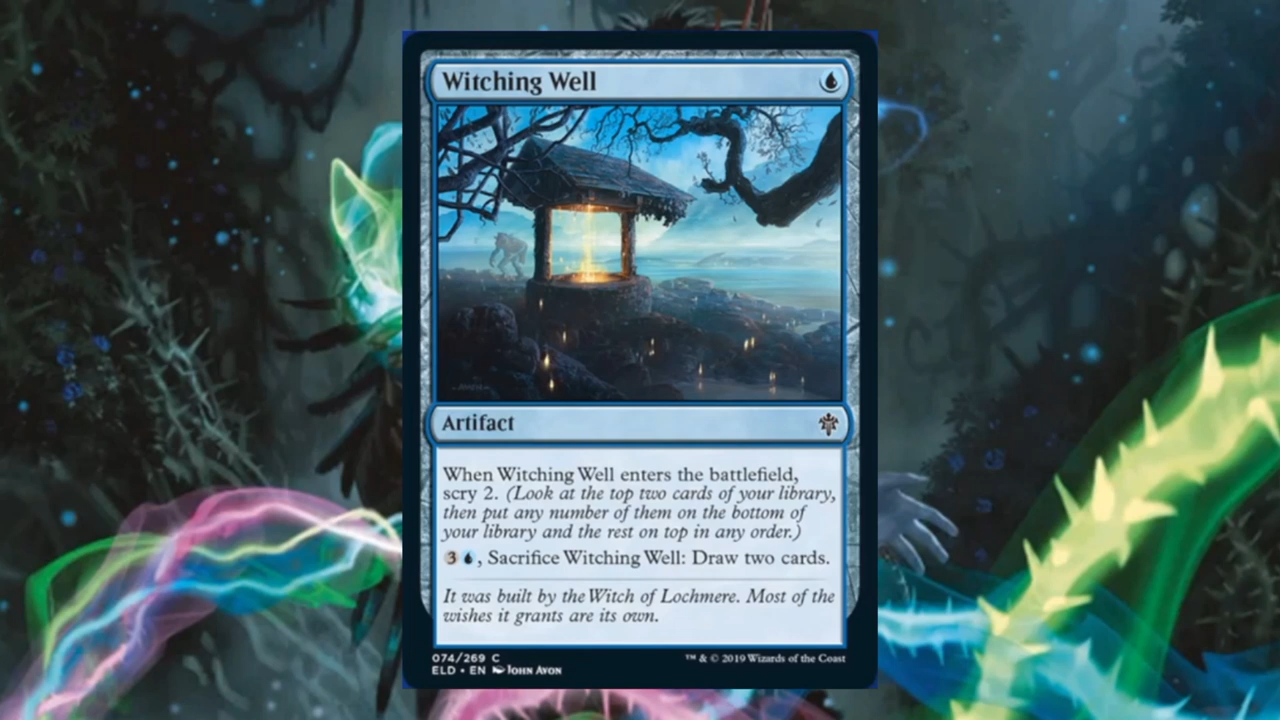 Witching Well
Artifact
When Witching Well enters the battlefield,
scry 2. (Look at the top two cards of your library,
then put any number of them on the bottom of
your library and the rest on top in any order.)
3, Sacrifice Witching Well: Draw two cards.
It was built by the Witch of Lochmere. Most of the
wishes it grants are its own.
074/269 C
ELD • EN JOHN AVON
™ & © 2019 Wizards of the Coast